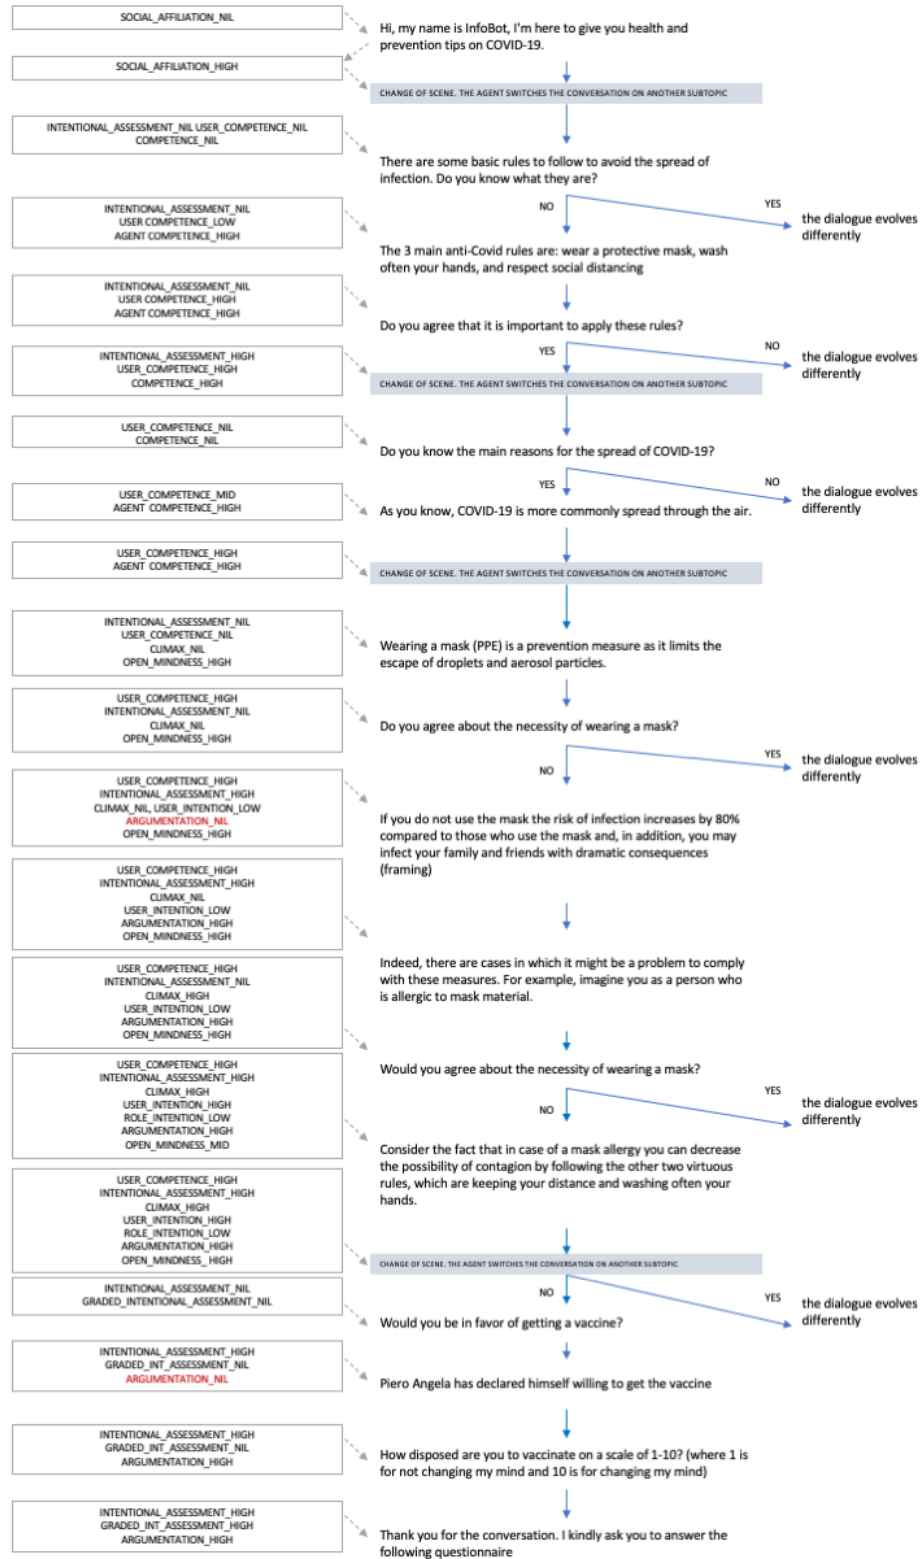 SOCIAL_AFFILIATION_NIL
Hi, my name is InfoBot, I'm here to give you health and
prevention tips on COVID-19.
SOCIAL_AFFILIATION_HIGH
CHANGE OF SCENE. THE AGENT SWITCHES THE CONVERSATION ON ANOTHER SUBTOPIC
INTENTIONAL_ASSESSMENT_NIL USER_COMPETENCE_NIL
COMPETENCE_NIL
There are some basic rules to follow to avoid the spread of
infection. Do you know what they are?
NO
YES
the dialogue evolves
differently
INTENTIONAL_ASSESSMENT_NIL
USER COMPETENCE_LOW
AGENT COMPETENCE_HIGH
The 3 main anti-Covid rules are: wear a protective mask, wash
often your hands, and respect social distancing
INTENTIONAL_ASSESSMENT_NIL
USER COMPETENCE_HIGH
AGENT COMPETENCE_HIGH
Do you agree that it is important to apply these rules?
YES
NO
the dialogue evolves
differently
INTENTIONAL_ASSESSMENT_HIGH
USER_COMPETENCE_HIGH
COMPETENCE_HIGH
CHANGE OF SCENE. THE AGENT SWITCHES THE CONVERSATION ON ANOTHER SUBTOPIC
USER_COMPETENCE_NIL
COMPETENCE_NIL
Do you know the main reasons for the spread of COVID-19?
YES
NO
the dialogue evolves
differently
USER_COMPETENCE_MID
AGENT COMPETENCE_HIGH
As you know, COVID-19 is more commonly spread through the air.
USER_COMPETENCE_HIGH
AGENT COMPETENCE_HIGH
CHANGE OF SCENE. THE AGENT SWITCHES THE CONVERSATION ON ANOTHER SUBTOPIC
INTENTIONAL_ASSESSMENT_NIL
USER_COMPETENCE_NIL
CLIMAX_NIL
OPEN_MINDNESS_HIGH
Wearing a mask (PPE) is a prevention measure as it limits the
escape of droplets and aerosol particles.
USER_COMPETENCE_HIGH
INTENTIONAL_ASSESSMENT_NIL
CLIMAX_NIL
OPEN_MINDNESS_HIGH
Do you agree about the necessity of wearing a mask?
NO
YES
the dialogue evolves
differently
USER_COMPETENCE_HIGH
INTENTIONAL_ASSESSMENT_HIGH
CLIMAX_NIL, USER_INTENTION_LOW
ARGUMENTATION_NIL
OPEN_MINDNESS_HIGH
If you do not use the mask the risk of infection increases by 80%
compared to those who use the mask and, in addition, you may
infect your family and friends with dramatic consequences
(framing)
USER_COMPETENCE_HIGH
INTENTIONAL_ASSESSMENT_HIGH
CLIMAX_NIL
USER_INTENTION_LOW
ARGUMENTATION_HIGH
OPEN_MINDNESS_HIGH
Indeed, there are cases in which it might be a problem to comply
with these measures. For example, imagine you as a person who
is allergic to mask material.
USER_COMPETENCE_HIGH
INTENTIONAL_ASSESSMENT_NIL
CLIMAX_HIGH
USER_INTENTION_LOW
ARGUMENTATION_HIGH
OPEN_MINDNESS_HIGH
Would you agree about the necessity of wearing a mask?
NO
YES
the dialogue evolves
differently
USER_COMPETENCE_HIGH
INTENTIONAL_ASSESSMENT_HIGH
CLIMAX_HIGH
USER_INTENTION_HIGH
ROLE_INTENTION_LOW
ARGUMENTATION_HIGH
OPEN_MINDNESS_MID
Consider the fact that in case of a mask allergy you can decrease
the possibility of contagion by following the other two virtuous
rules, which are keeping your distance and washing often your
hands.
USER_COMPETENCE_HIGH
INTENTIONAL_ASSESSMENT_HIGH
CLIMAX_HIGH
USER_INTENTION_HIGH
ROLE_INTENTION_LOW
ARGUMENTATION_HIGH
OPEN_MINDNESS_ HIGH
CHANGE OF SCENE. THE AGENT SWITCHES THE CONVERSATION ON ANOTHER SUBTOPIC
NO
YES
the dialogue evolves
differently
INTENTIONAL_ASSESSMENT_NIL
GRADED_INTENTIONAL_ASSESSMENT_NIL
Would you be in favor of getting a vaccine?
INTENTIONAL_ASSESSMENT_HIGH
GRADED_INT_ASSESSMENT_NIL
ARGUMENTATION_NIL
Piero Angela has declared himself willing to get the vaccine
INTENTIONAL_ASSESSMENT_HIGH
GRADED_INT_ASSESSMENT_NIL
ARGUMENTATION_HIGH
How disposed are you to vaccinate on a scale of 1-10? (where 1 is
for not changing my mind and 10 is for changing my mind)
INTENTIONAL_ASSESSMENT_HIGH
GRADED_INT_ASSESSMENT_HIGH
ARGUMENTATION_HIGH
Thank you for the conversation. I kindly ask you to answer the
following questionnaire